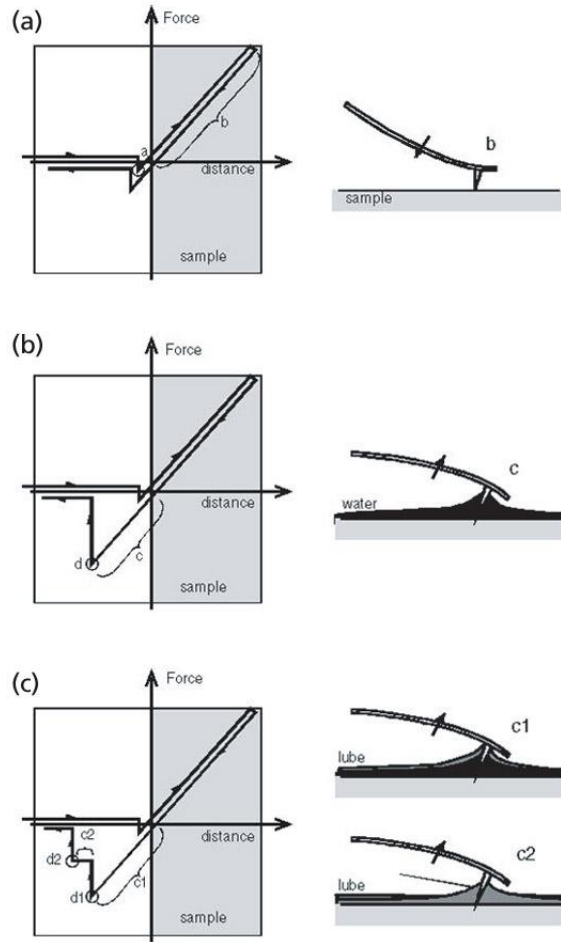 (a)
Force
a
b
distance
sample
b
sample
(b)
Force
distance
c
d
sample
c
water
(c)
Force
distance
c2
d2
c1
d1
sample
c1
lube
c2
lube